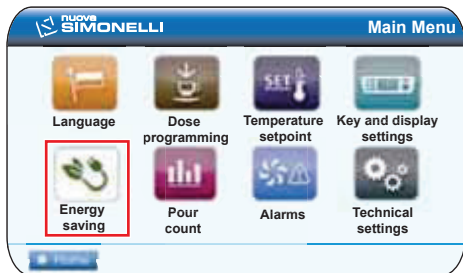 nuova
SIMONELLI
Main Menu
SET
Language
Dose
programming
Temperature
setpoint
Key and display
settings
Energy
saving
Pour
count
Alarms
Technical
settings
Home